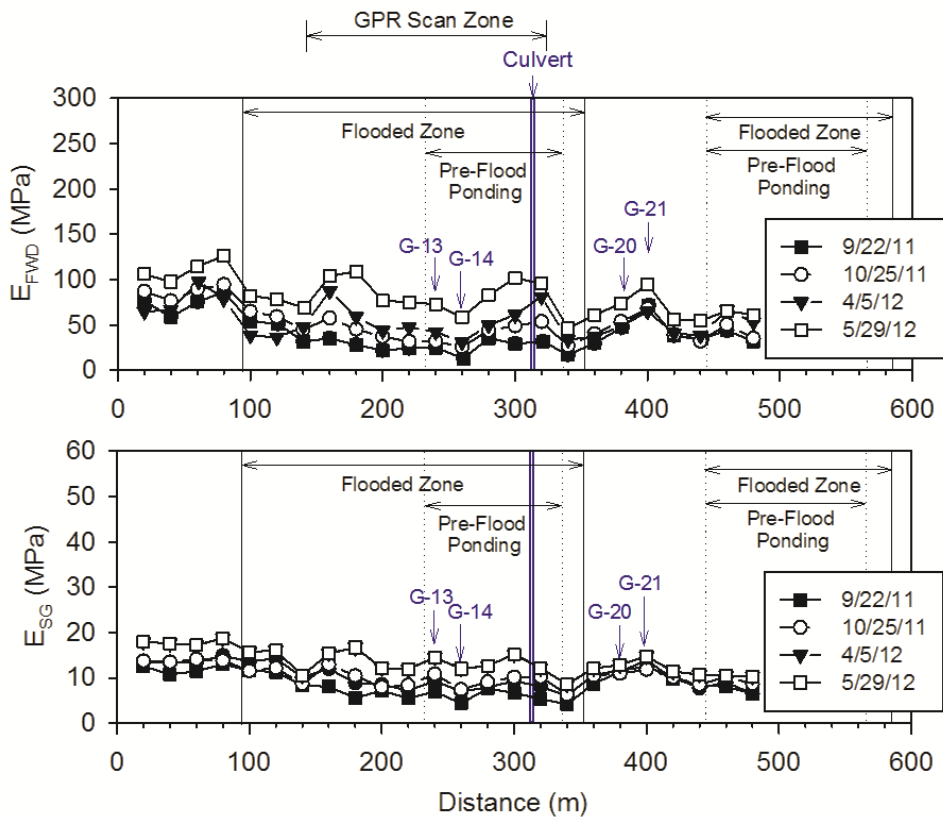 GPR Scan Zone
Culvert
300
250
200
150
100
50
0
E_FWD (MPa)
Flooded Zone
Flooded Zone
Pre-Flood
Ponding
Pre-Flood
Ponding
G-13
G-14
G-20
G-21
9/22/11
10/25/11
4/5/12
5/29/12
0 100 200 300 400 500 600
60
50
40
30
20
10
0
E_SG (MPa)
Flooded Zone
Flooded Zone
Pre-Flood
Ponding
Pre-Flood
Ponding
G-13
G-14
G-20
G-21
9/22/11
10/25/11
4/5/12
5/29/12
0 100 200 300 400 500 600
Distance (m)